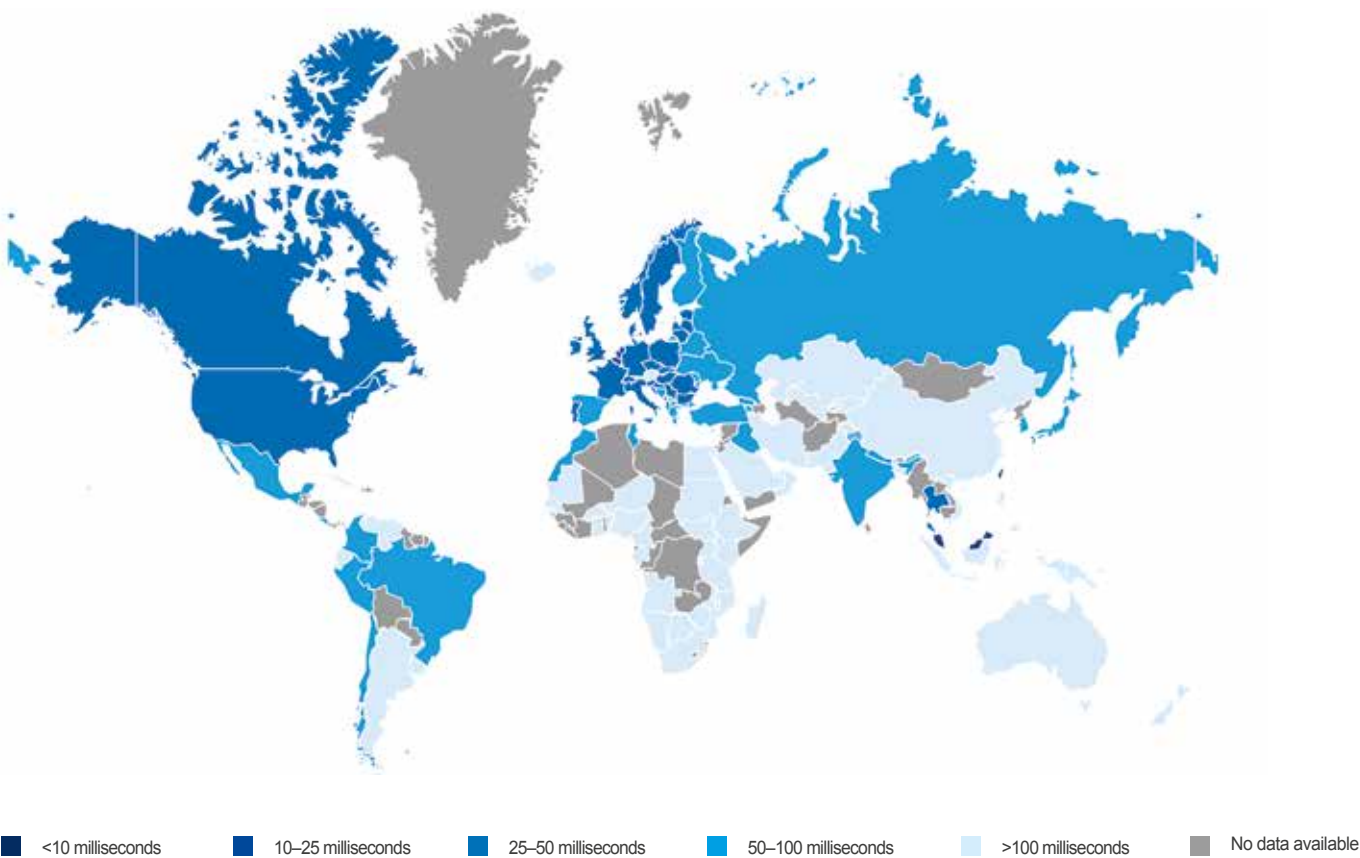 <10 milliseconds
10–25 milliseconds
25–50 milliseconds
50–100 milliseconds
>100 milliseconds
No data available